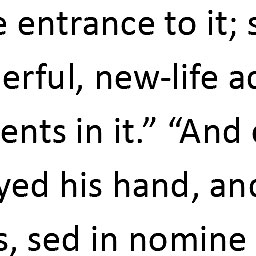 e entrance to it; s
erful, new-life ac
ents in it.” “And
yed his hand, and
s, sed in nomine